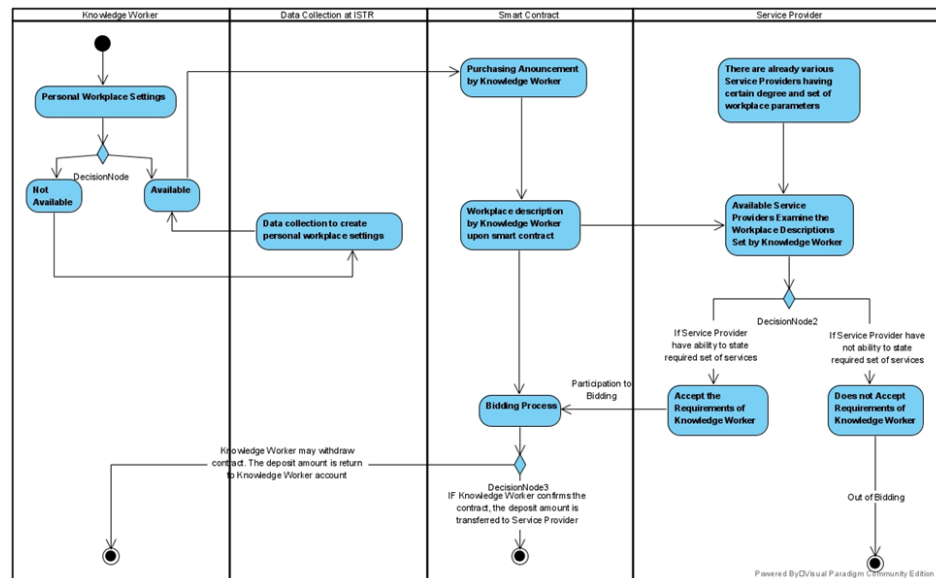 Knowledge Worker
Data Collection at ISTR
Smart Contract
Service Provider
Personal Workplace Settings
DecisionNode
Not
Available
Available
Data collection to create
personal workplace settings
Purchasing Anouncement
by Knowledge Worker
Workplace description
by Knowledge Worker
upon smart contract
There are already various
Service Providers having
certain degree and set of
workplace parameters
Available Service
Providers Examine the
Workplace Descriptions
Set by Knowledge Worker
DecisionNode2
If Service Provider
have ability to state
required set of services
If Service Provider have
not ability to state
required set of services
Participation to
Bidding
Accept the
Requirements of
Knowledge Worker
Does not Accept
Requirements of
Knowledge Worker
Bidding Process
Knowledge Worker may withdraw
contract. The deposit amount is return
to Knowledge Worker account
DecisionNode3
IF Knowledge Worker confirms the
contract, the deposit amount is
transferred to Service Provider
Out of Bidding
Powered By Visual Paradigm Community Edition